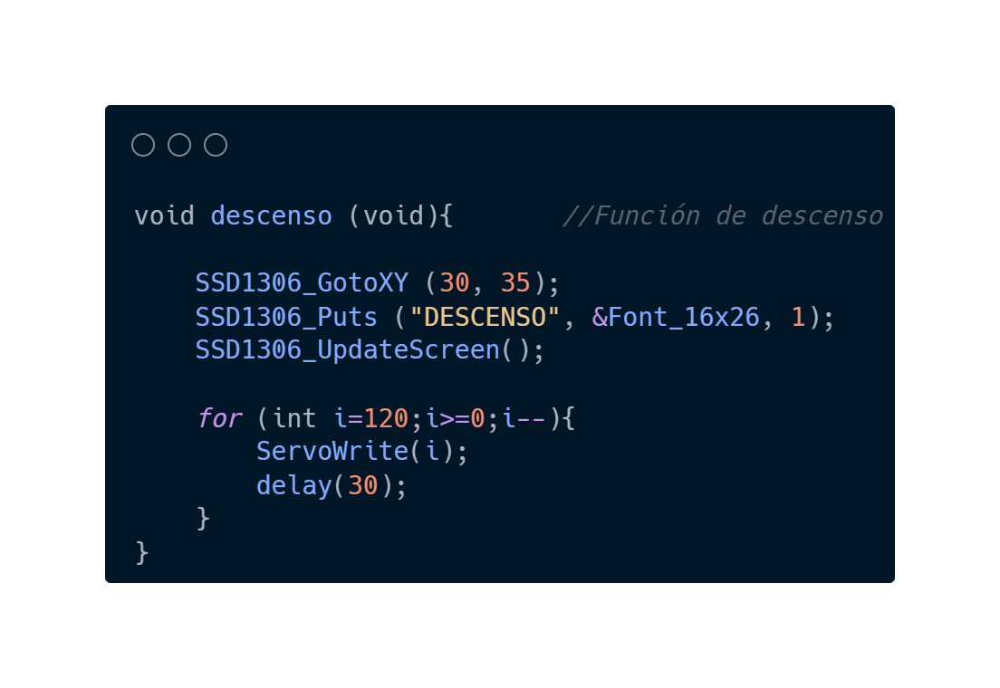 void descenso (void){       //Función de descenso
    SSD1306_GotoXY (30, 35);
    SSD1306_Puts ("DESCENSO", &Font_16x26, 1);
    SSD1306_UpdateScreen();
    for (int i=120;i>=0;i--){
        ServoWrite(i);
        delay(30);
    }
}